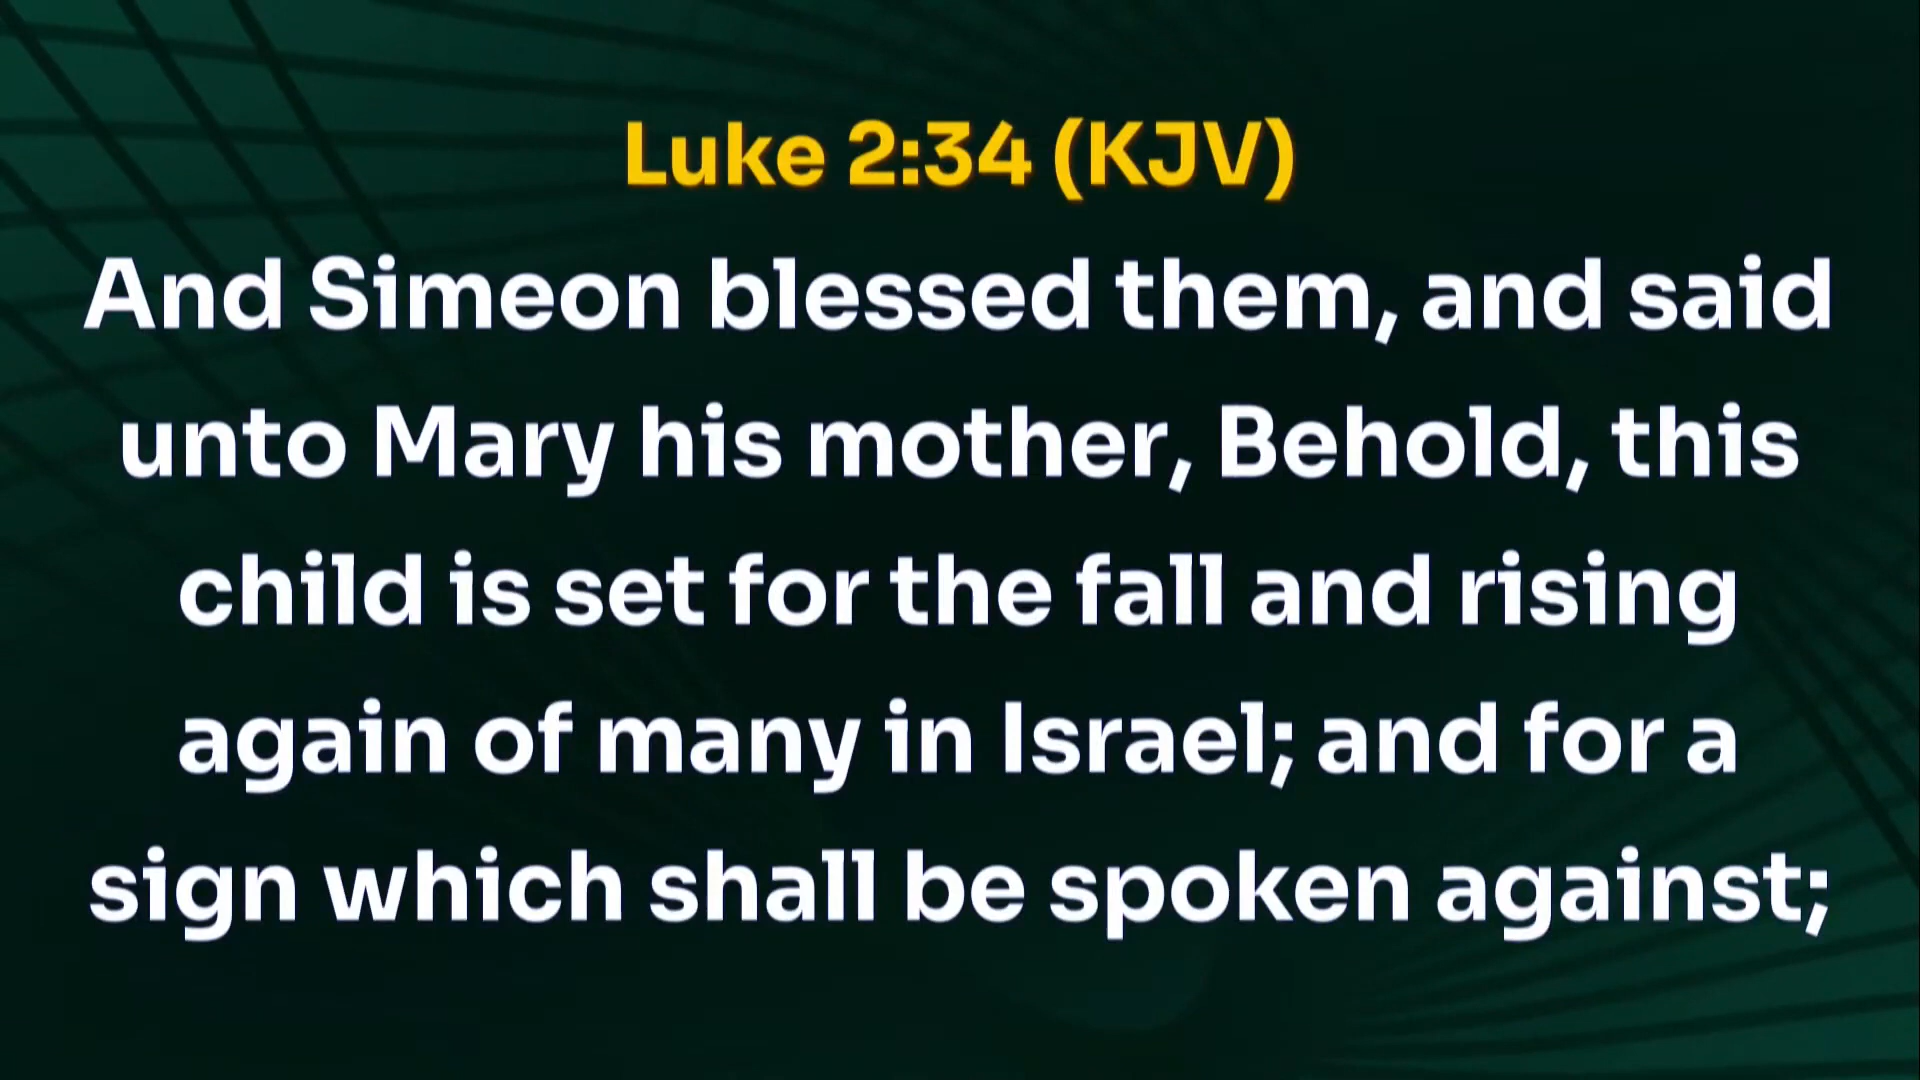 Luke 2:34 (KJV)
And Simeon blessed them, and said
unto Mary his mother, Behold, this
child is set for the fall and rising
again of many in Israel; and for a
sign which shall be spoken against;